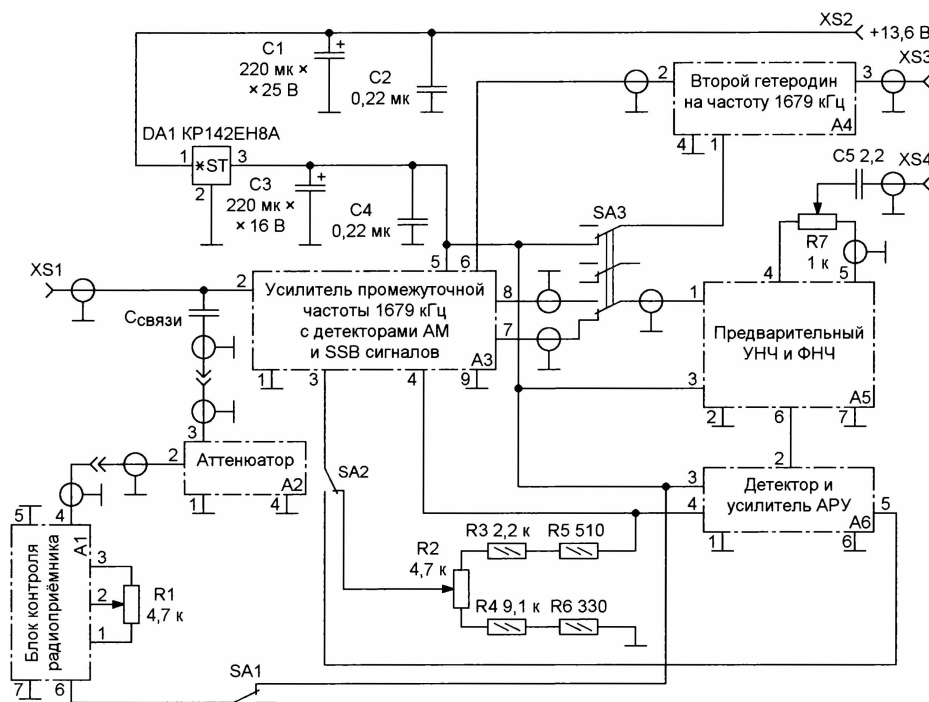 XS2
+13,6 В
C1
220 мк ×
× 25 В
C2
0,22 мк
2
Второй гетеродин
на частоту 1679 кГц
A4
3
XS3
4
1
DA1 КР142ЕН8А
1
∗ST
3
2
C3
220 мк ×
× 16 В
C4
0,22 мк
C5 2,2
XS4
SA3
R7
1 к
5
6
4
5
XS1
2
Усилитель промежуточной
частоты 1679 кГц
с детекторами АМ
и SSB сигналов
A3
8
7
1
3
4
9
Cсвязи
1
Предварительный
УНЧ и ФНЧ
A5
3
2
6
7
3
2
Аттенюатор
A2
1
4
SA2
2
3
Детектор и
усилитель АРУ
A6
4
5
1
6
5
4
A1
Блок контроля
радиоприёмника
3
2
1
R1
4,7 к
7
6
R2
4,7 к
R3 2,2 к
R5 510
R4 9,1 к
R6 330
SA1